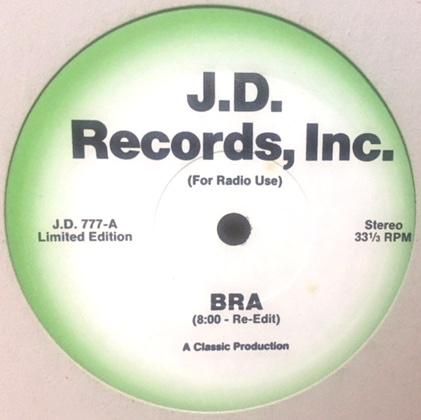 J.D.
Records, Inc.
(For Radio Use)
J.D. 777-A
Limited Edition
Stereo
33⅓ RPM
BRA
(8:00 - Re-Edit)
A Classic Production